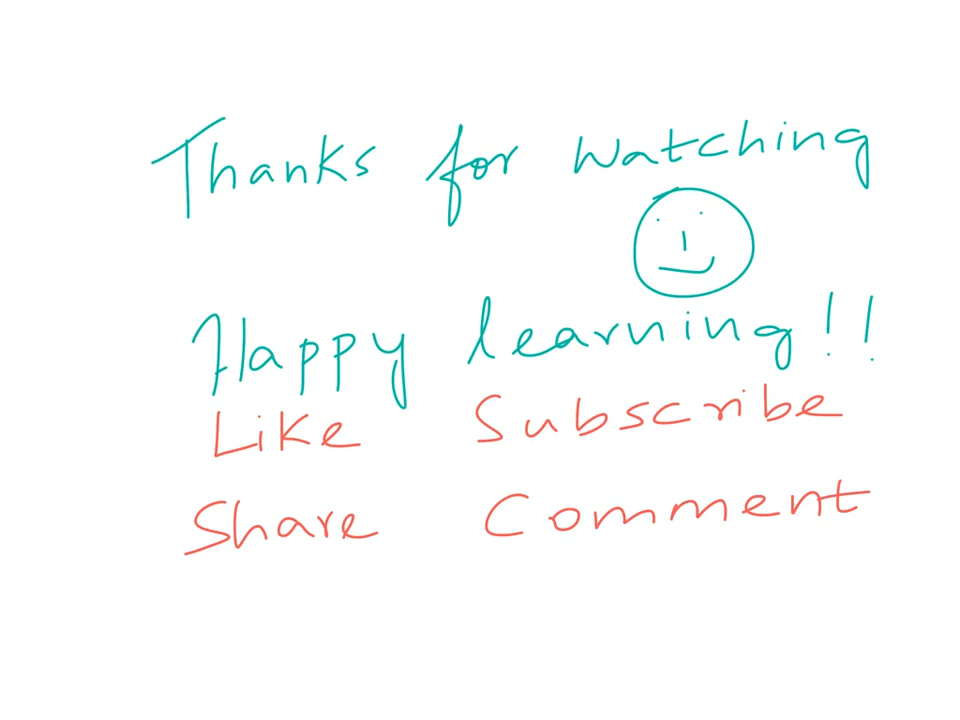 Thanks for watching
Happy learning!!
Like Subscribe
Share Comment